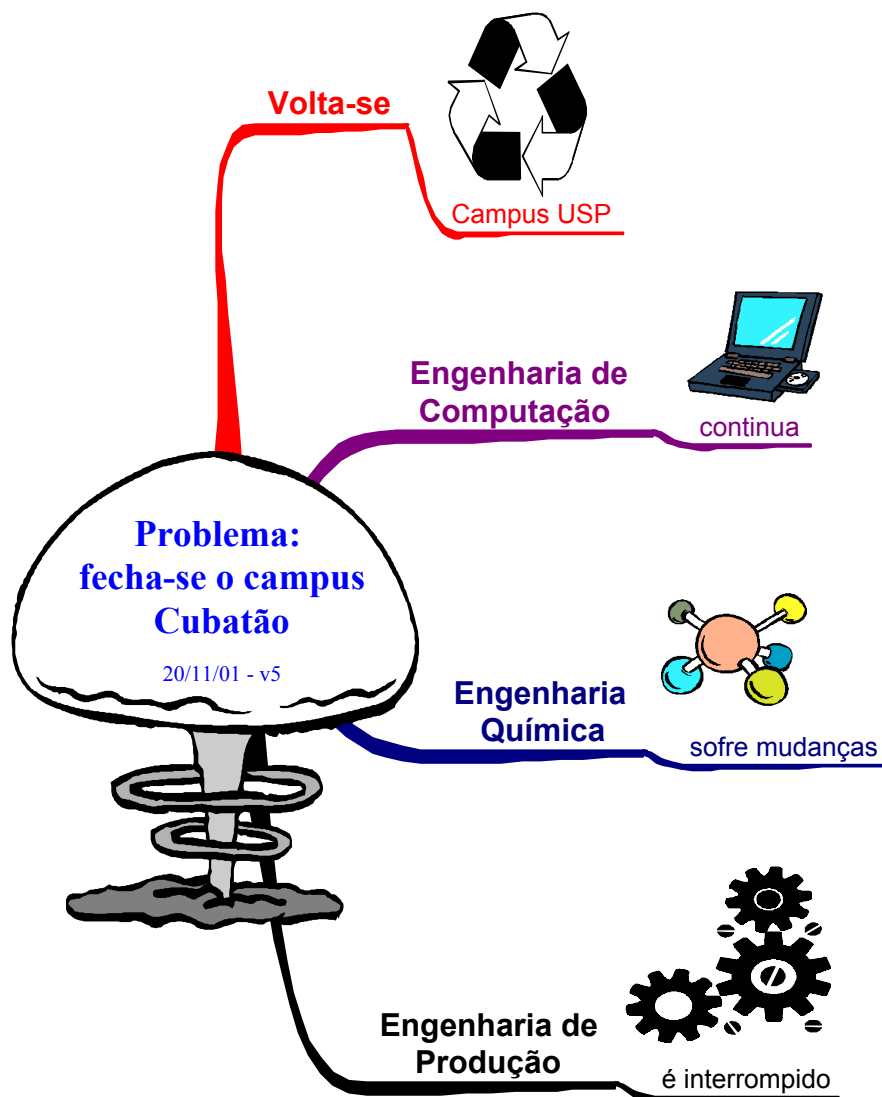 Volta-se
Campus USP
Engenharia de
Computação
continua
Problema:
fecha-se o campus
Cubatão
20/11/01 - v5
Engenharia
Química
sofre mudanças
Engenharia de
Produção
é interrompido